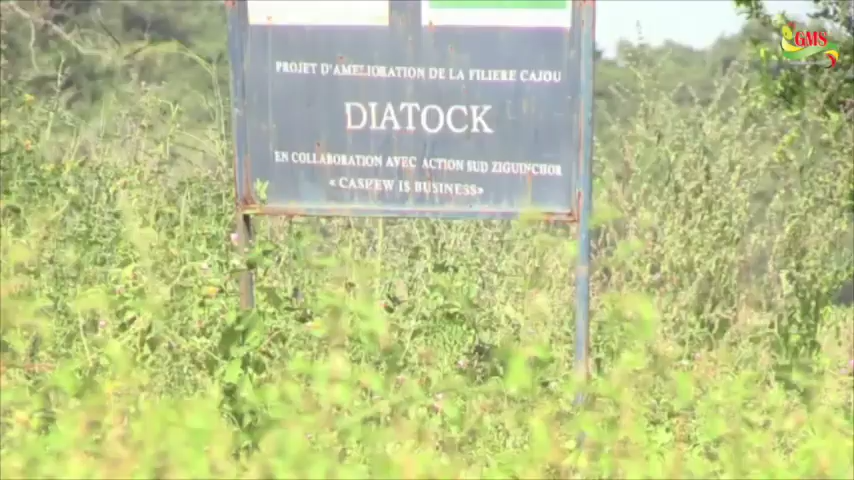 GMS
PROJET D'AMELIORATION DE LA FILIERE CAJOU
DIATOCK
EN COLLABORATION AVEC ACTION SUD ZIGUINCHOR
« CASHEW IS BUSINESS»